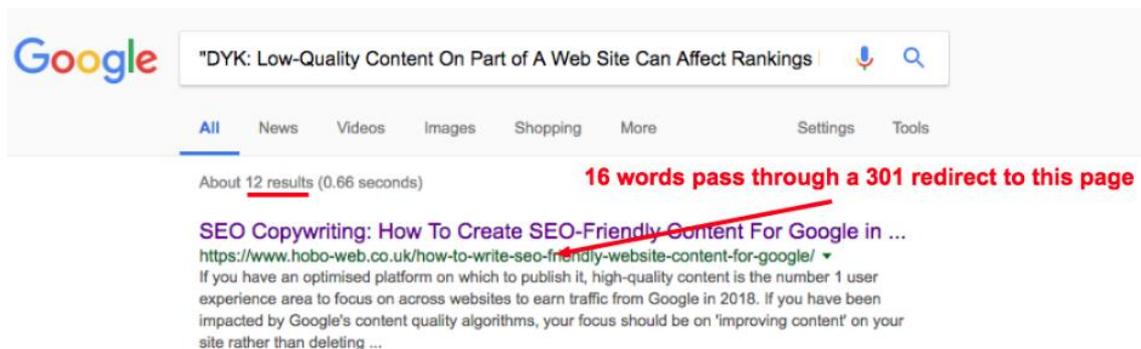 Google
"DYK: Low-Quality Content On Part of A Web Site Can Affect Rankings
All News Videos Images Shopping More Settings Tools
About 12 results (0.66 seconds)
16 words pass through a 301 redirect to this page
SEO Copywriting: How To Create SEO-Friendly Content For Google in ...
https://www.hobo-web.co.uk/how-to-write-seo-friendly-website-content-for-google/
If you have an optimised platform on which to publish it, high-quality content is the number 1 user
experience area to focus on across websites to earn traffic from Google in 2018. If you have been
impacted by Google's content quality algorithms, your focus should be on 'improving content' on your
site rather than deleting ...